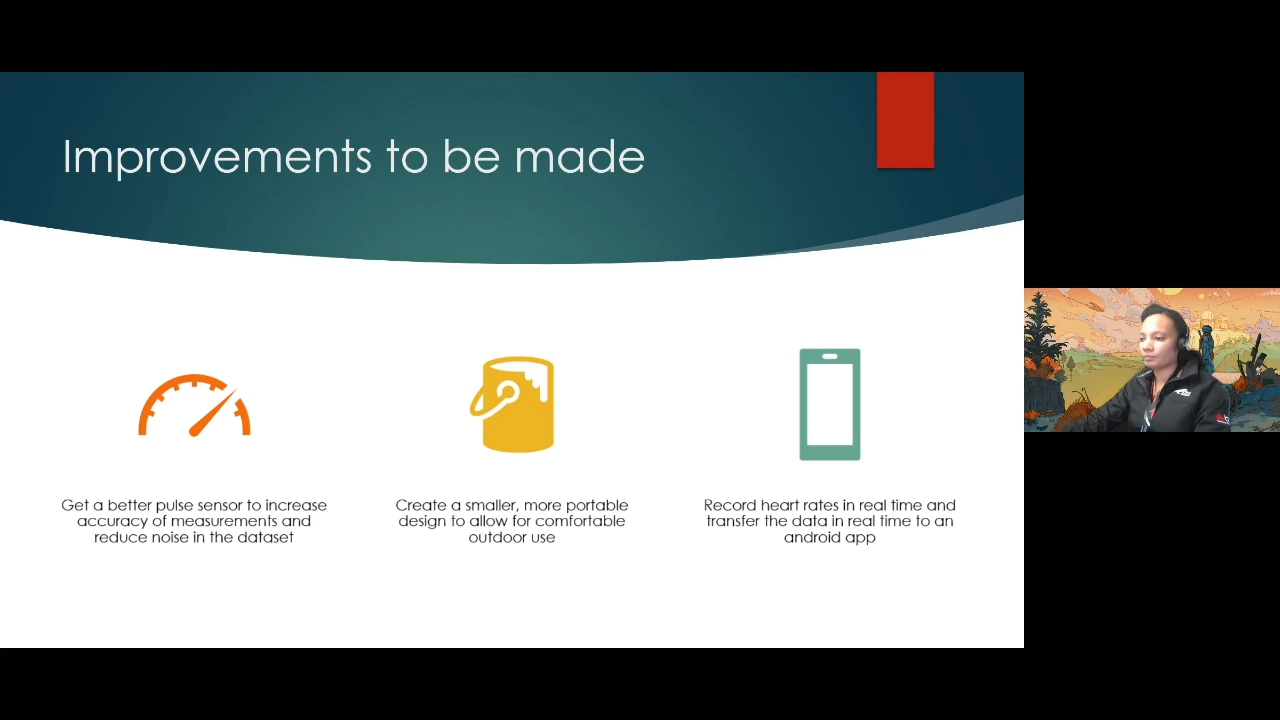 Improvements to be made
Get a better pulse sensor to increase
accuracy of measurements and
reduce noise in the dataset
Create a smaller, more portable
design to allow for comfortable
outdoor use
Record heart rates in real time and
transfer the data in real time to an
android app